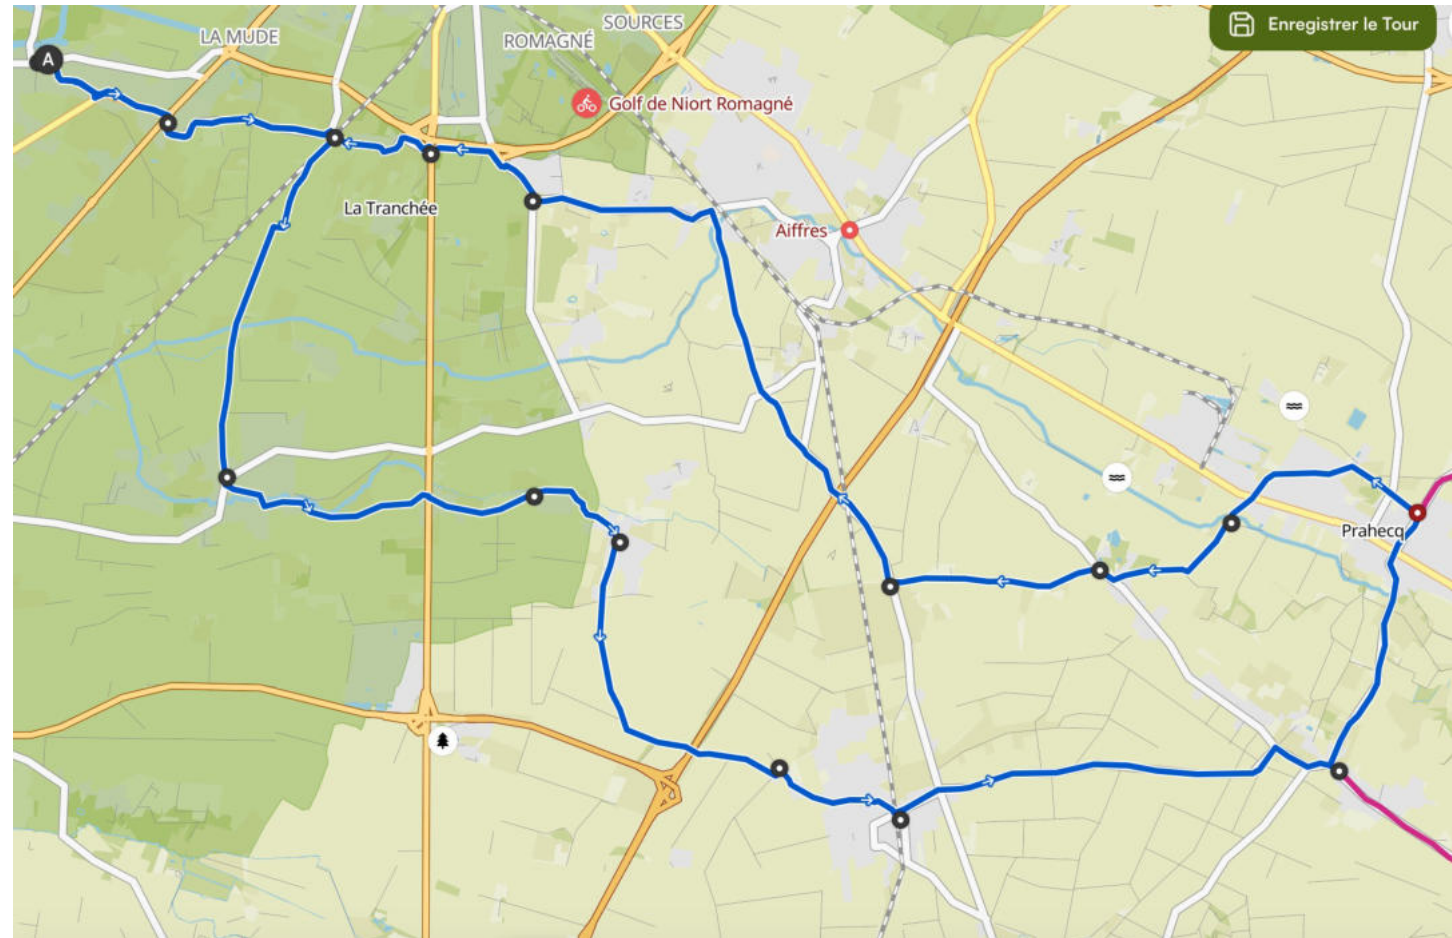 SOURCES
Enregistrer le Tour
LA MUDE
ROMAGNÉ
Golf de Niort Romagné
A
La Tranchée
Aiffres
Prahecq